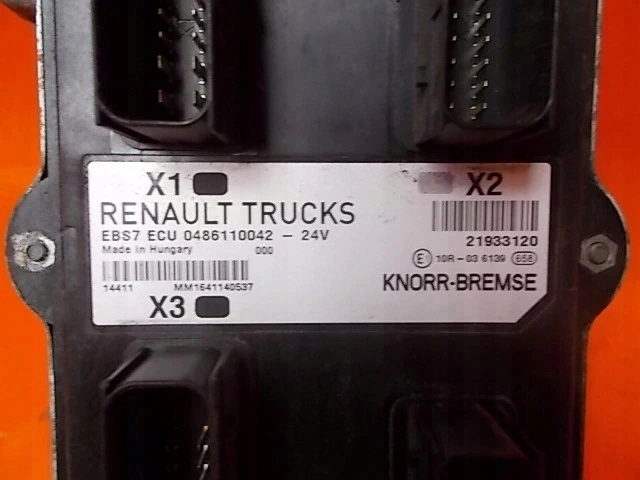 X1 X2
RENAULT TRUCKS
EBS7 ECU 0486110042 - 24V
21933120
Made in Hungary 000
E1 10R - 03 6139 658
14411 MM1641140537
KNORR-BREMSE
X3